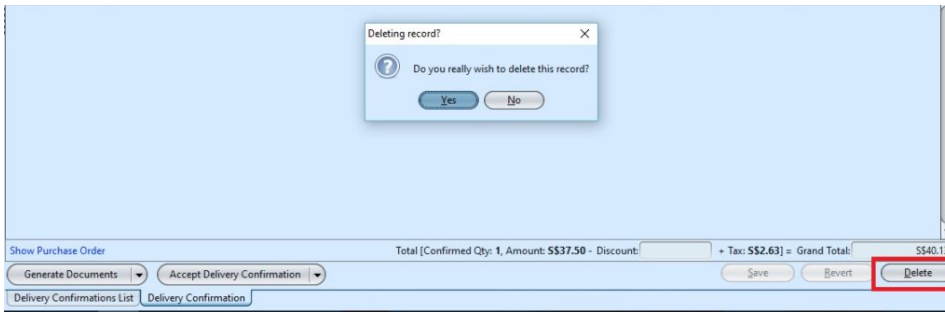 Deleting record?
Do you really wish to delete this record?
Yes No
Show Purchase Order Total [Confirmed Qty: 1, Amount: S$37.50 - Discount: + Tax: S$2.63] = Grand Total: S$40.1
Generate Documents Accept Delivery Confirmation Save Revert Delete
Delivery Confirmations List Delivery Confirmation